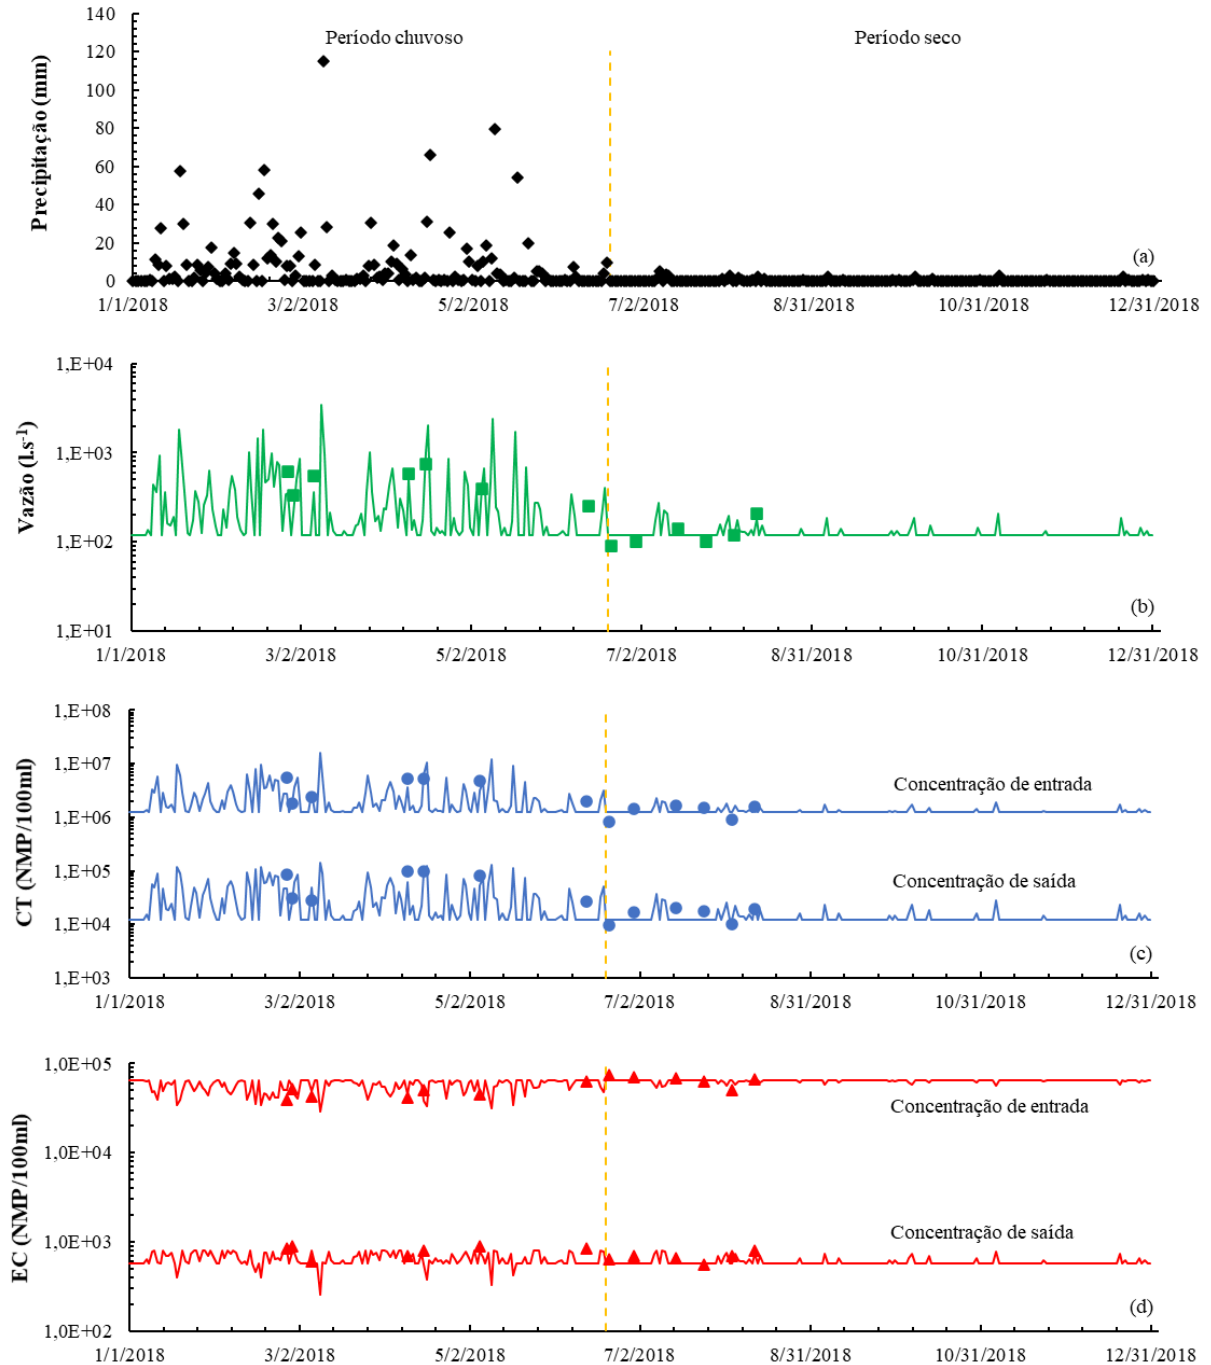 140
Período chuvoso
Período seco
120
100
80
60
40
20
0
Precipitação (mm)
(a)
1/1/2018 3/2/2018 5/2/2018 7/2/2018 8/31/2018 10/31/2018 12/31/2018
1,E+04
1,E+03
1,E+02
1,E+01
Vazão (l.s-1)
(b)
1/1/2018 3/2/2018 5/2/2018 7/2/2018 8/31/2018 10/31/2018 12/31/2018
1,E+08
1,E+07
Concentração de entrada
1,E+06
1,E+05
Concentração de saída
1,E+04
1,E+03
CT (NMP/100ml)
(c)
1/1/2018 3/2/2018 5/2/2018 7/2/2018 8/31/2018 10/31/2018 12/31/2018
1,0E+05
Concentração de entrada
1,0E+04
Concentração de saída
1,0E+03
1,0E+02
EC (NMP/100ml)
(d)
1/1/2018 3/2/2018 5/2/2018 7/2/2018 8/31/2018 10/31/2018 12/31/2018